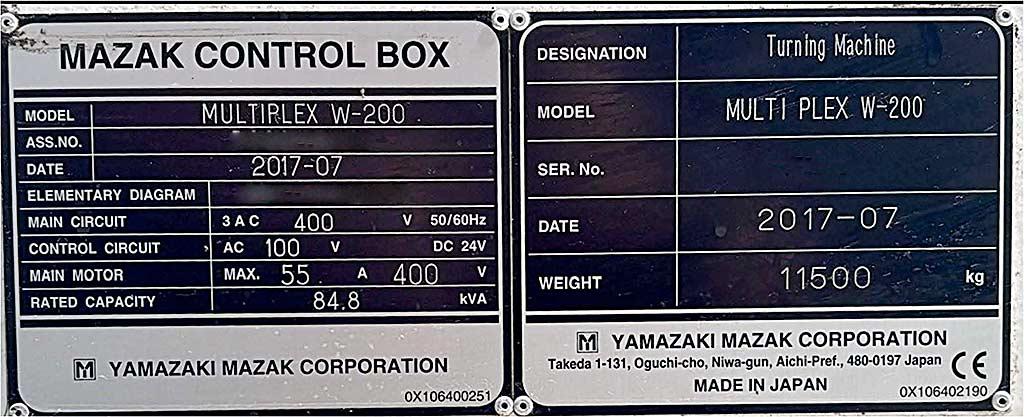 MAZAK CONTROL BOX
MODEL MULTIRLEX W-200
ASS.NO.
DATE 2017-07
ELEMENTARY DIAGRAM
MAIN CIRCUIT 3 A C 400 V 50/60Hz
CONTROL CIRCUIT AC 100 V DC 24V
MAIN MOTOR MAX. 55 A 400 V
RATED CAPACITY 84.8 kVA
YAMAZAKI MAZAK CORPORATION
0X106400251
DESIGNATION Turning Machine
MODEL MULTI PLEX W-200
SER. No.
DATE 2017-07
WEIGHT 11500 kg
YAMAZAKI MAZAK CORPORATION
Takeda 1-131, Oguchi-cho, Niwa-gun, Aichi-Pref., 480-0197 Japan CE
MADE IN JAPAN
0X106402190